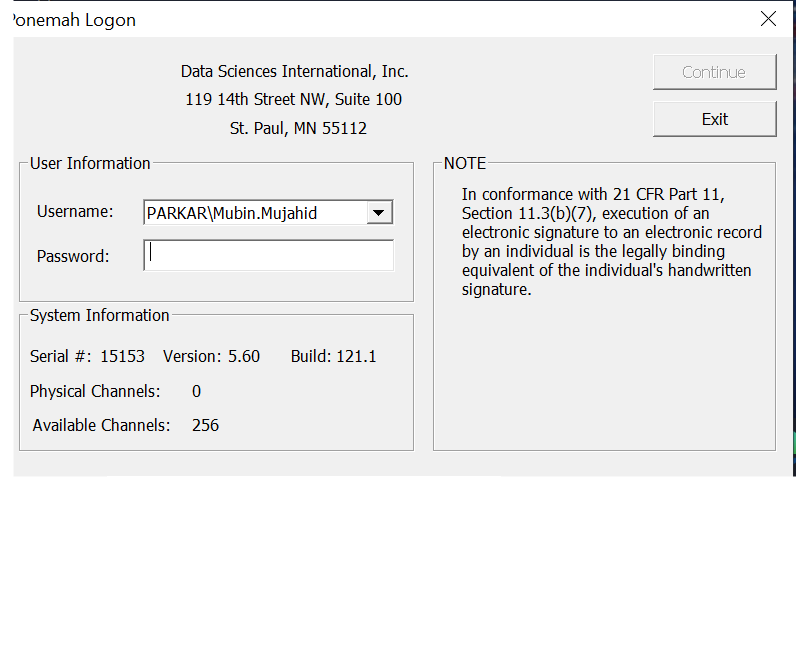 Ponemah Logon
Data Sciences International, Inc.
119 14th Street NW, Suite 100
St. Paul, MN 55112
Continue
Exit
User Information
Username: PARKAR\Mubin.Mujahid
Password:
System Information
Serial #: 15153 Version: 5.60 Build: 121.1
Physical Channels: 0
Available Channels: 256
NOTE
In conformance with 21 CFR Part 11,
Section 11.3(b)(7), execution of an
electronic signature to an electronic record
by an individual is the legally binding
equivalent of the individual's handwritten
signature.